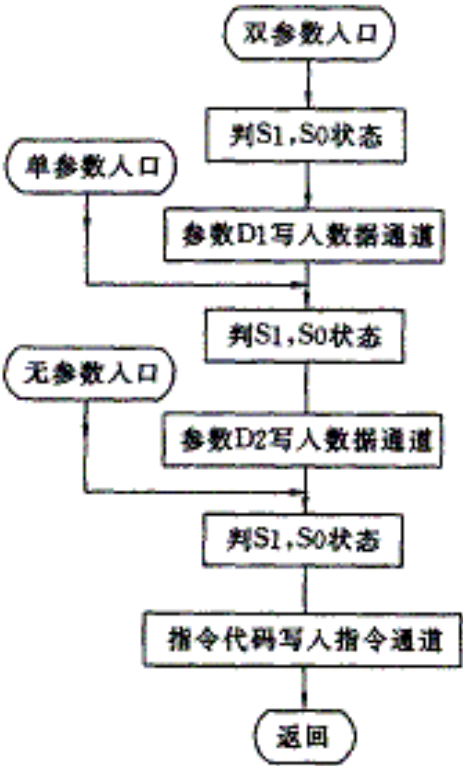 双参数入口
判S1,S0状态
单参数入口
参数D1写入数据通道
判S1,S0状态
无参数入口
参数D2写入数据通道
判S1,S0状态
指令代码写入指令通道
返回